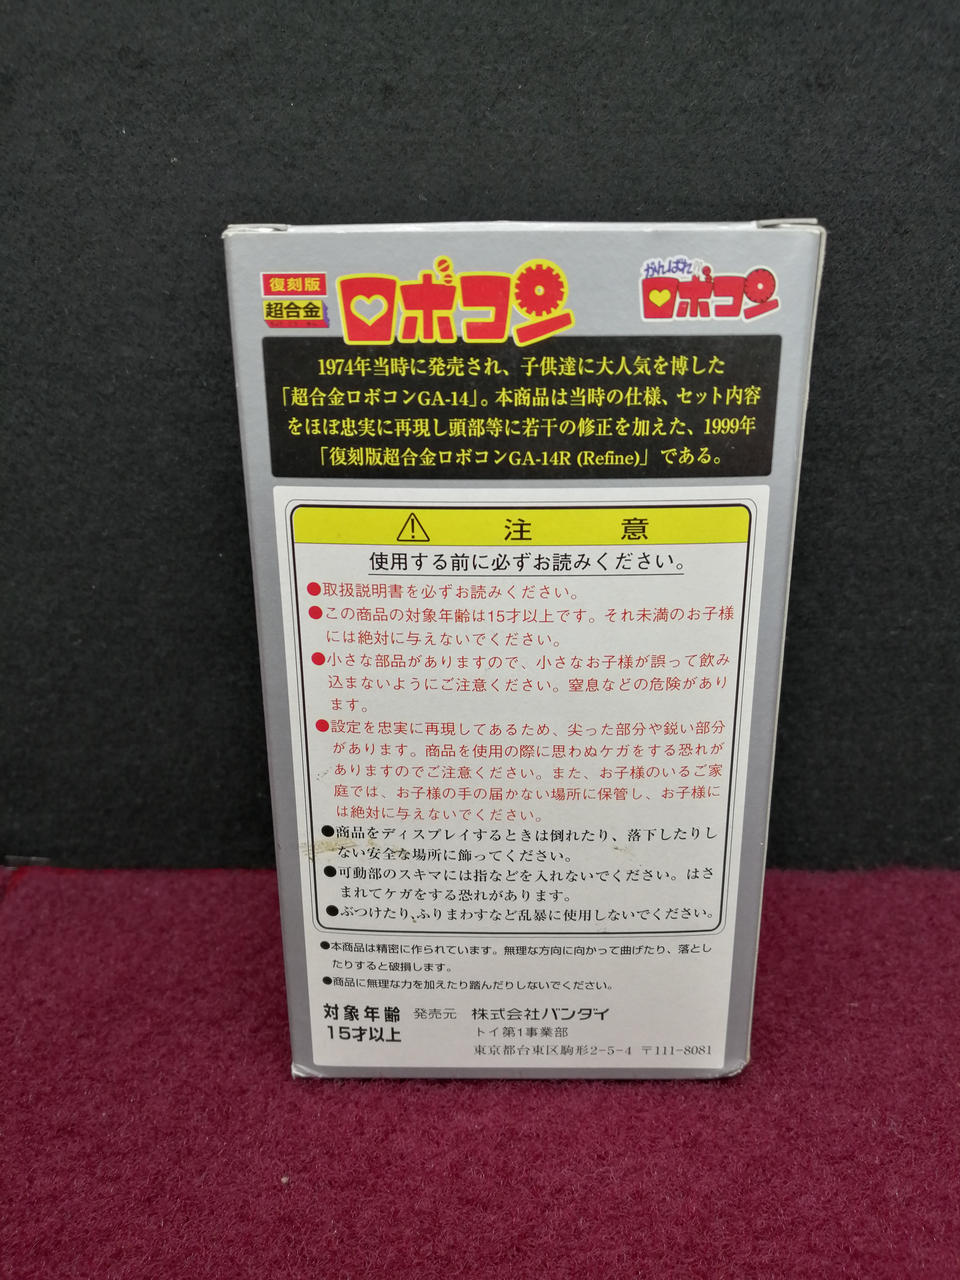 復刻版
超合金
ロボコン
がんばれ!!
ロボコン
1974年当時に発売され、子供達に大人気を博した
「超合金ロボコンGA-14」。本商品は当時の仕様、セット内容
をほぼ忠実に再現し頭部等に若干の修正を加えた、1999年
「復刻版超合金ロボコンGA-14R (Refine)」である。
注意
使用する前に必ずお読みください。
●取扱説明書を必ずお読みください。
●この商品の対象年齢は15才以上です。それ未満のお子様
には絶対に与えないでください。
●小さな部品がありますので、小さなお子様が誤って飲み
込まないようにご注意ください。窒息などの危険があり
ます。
●設定を忠実に再現してあるため、尖った部分や鋭い部分
があります。商品を使用の際に思わぬケガをする恐れが
ありますのでご注意ください。また、お子様のいるご家
庭では、お子様の手の届かない場所に保管し、お子様に
は絶対に与えないでください。
●商品をディスプレイするときは倒れたり、落下したりし
ない安全な場所に飾ってください。
●可動部のスキマには指などを入れないでください。はさ
まれてケガをする恐れがあります。
●ぶつけたり、ふりまわすなど乱暴に使用しないでください。
●本商品は精密に作られています。無理な方向に向かって曲げたり、落とし
たりすると破損します。
●商品に無理な力を加えたり踏んだりしないでください。
対象年齢
15才以上
発売元 株式会社バンダイ
トイ第1事業部
東京都台東区駒形2-5-4 〒111-8081